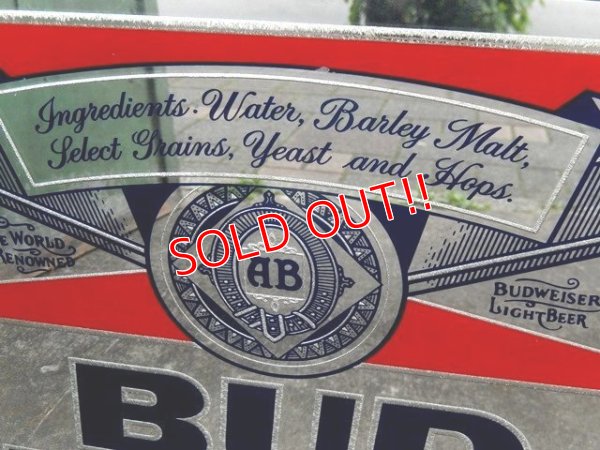 Ingredients. Water, Barley Malt,
Select Grains, Yeast and Hops.
SOLD OUT!!
WORLD
RENOWNED
AB
BUDWEISER
LIGHT BEER
BUD